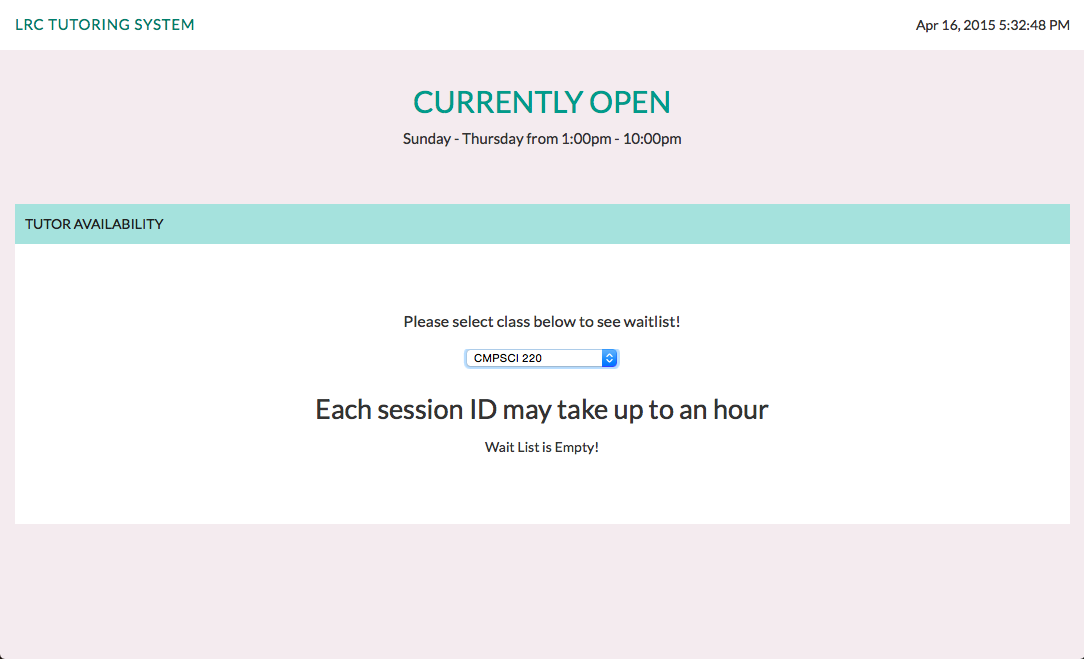 LRC TUTORING SYSTEM
Apr 16, 2015 5:32:48 PM
CURRENTLY OPEN
Sunday - Thursday from 1:00pm - 10:00pm
TUTOR AVAILABILITY
Please select class below to see waitlist!
CMPSCI 220
Each session ID may take up to an hour
Wait List is Empty!